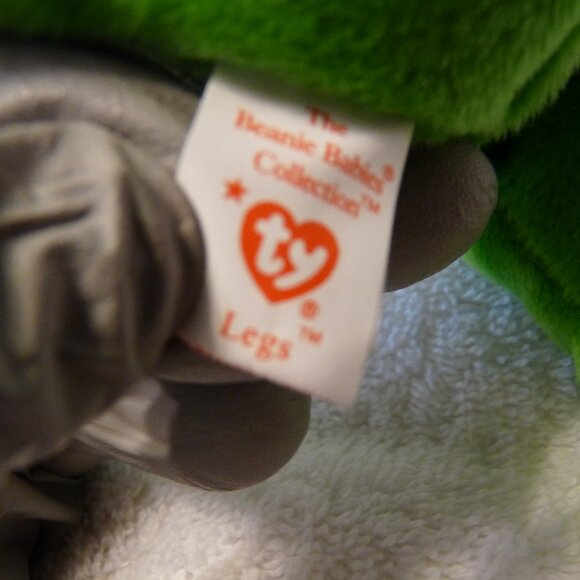 The
Beanie Babies®
Collection™
ty®
Legs™